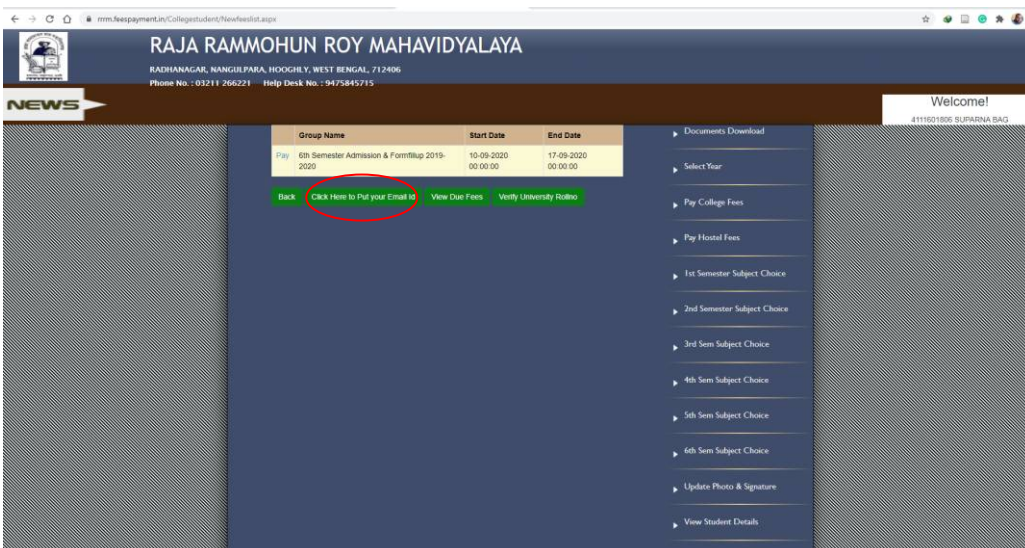 rrrm.feespayment.in/Collegestudent/Newfeeslist.aspx
RAJA RAMMOHUN ROY MAHAVIDYALAYA
RADHANAGAR, NANGULPARA, HOOGHLY, WEST BENGAL, 712406
Phone No. : 03211 266221 Help Desk No. : 9475845715
NEWS
Welcome!
4111601806 SUPARNA BAG
Group Name Start Date End Date
Pay 6th Semester Admission & Formfillup 2019- 10-09-2020 17-09-2020
2020 00:00:00 00:00:00
Back Click Here to Put your Email Id View Due Fees Verify University Rollno
Documents Download
Select Year
Pay College Fees
Pay Hostel Fees
1st Semester Subject Choice
2nd Semester Subject Choice
3rd Sem Subject Choice
4th Sem Subject Choice
5th Sem Subject Choice
6th Sem Subject Choice
Update Photo & Signature
View Student Details